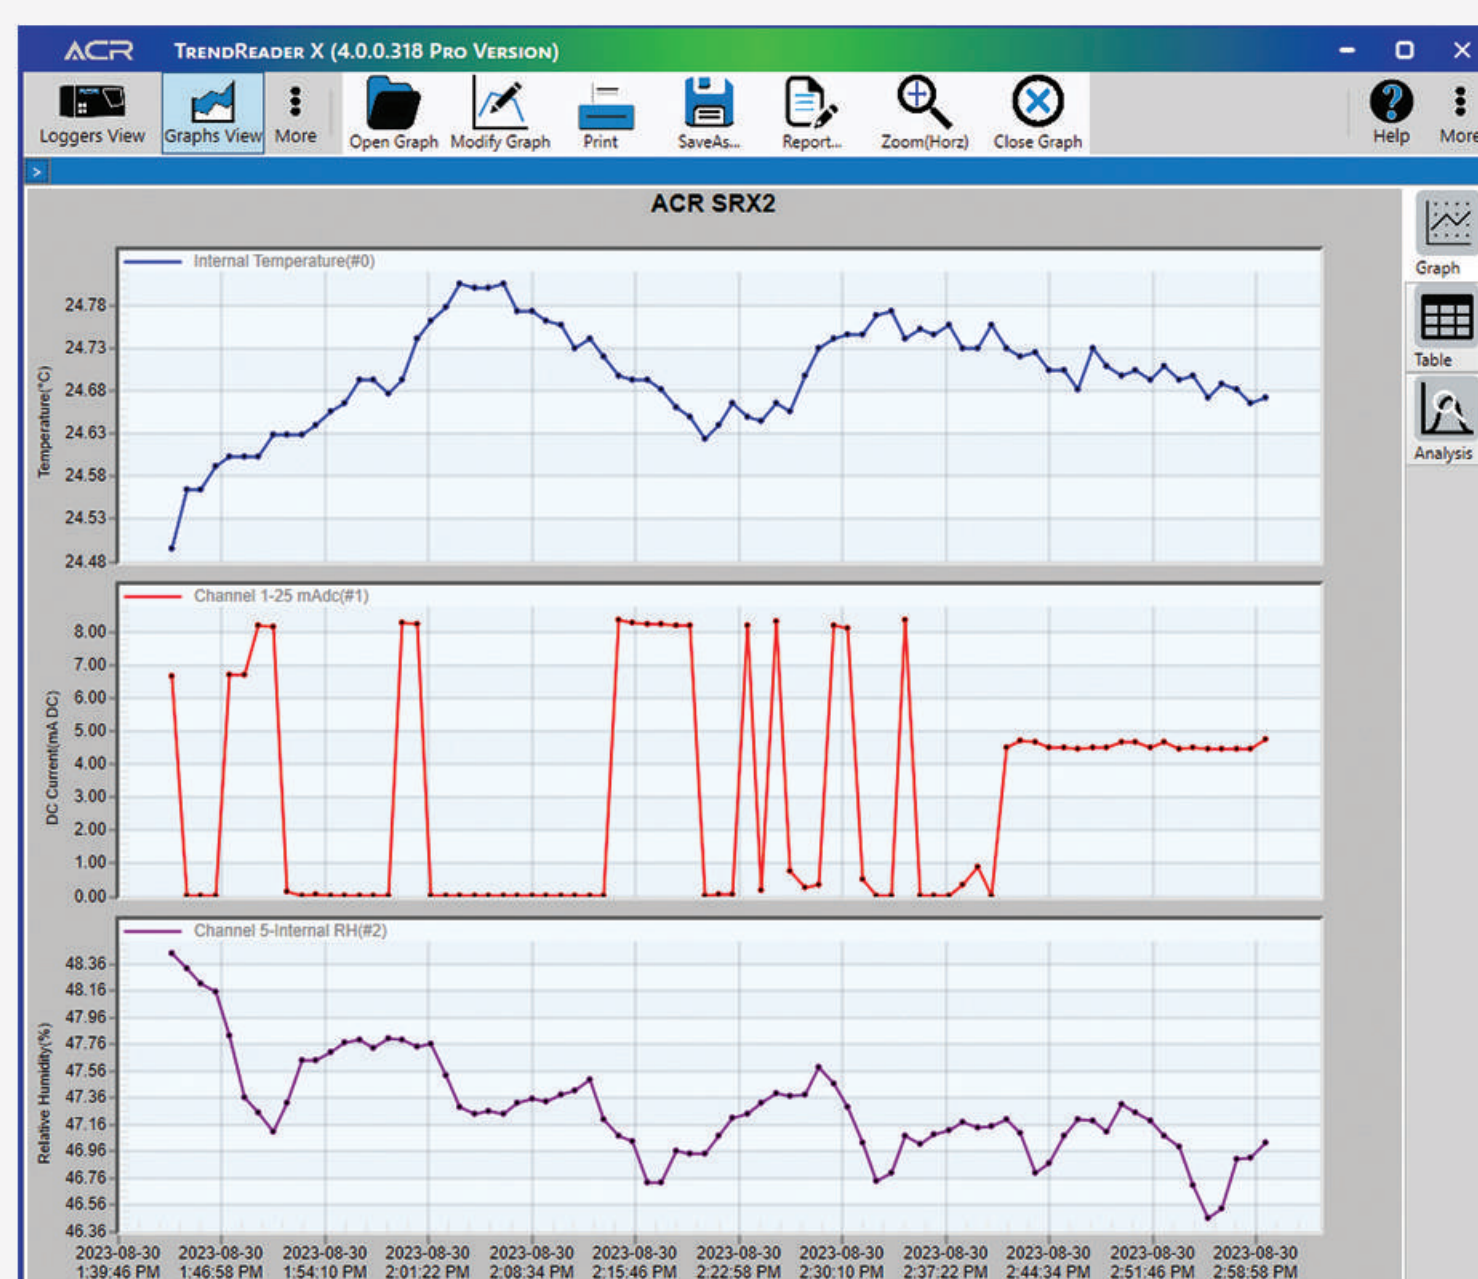 ACR TRENDREADER X (4.0.0.318 PRO VERSION)
Loggers View Graphs View More Open Graph Modify Graph Print SaveAs... Report... Zoom(Horz) Close Graph Help More
>
ACR SRX2
Graph
Table
Analysis
Internal Temperature(#0)
Temperature(°C)
24.78
24.73
24.68
24.63
24.58
24.53
24.48
Channel 1-25 mAdc(#1)
DC Current(mA DC)
8.00
7.00
6.00
5.00
4.00
3.00
2.00
1.00
0.00
Channel 5-Internal RH(#2)
Relative Humidity(%)
48.36
48.16
47.96
47.76
47.56
47.36
47.16
46.96
46.76
46.56
46.36
2023-08-30 2023-08-30 2023-08-30 2023-08-30 2023-08-30 2023-08-30 2023-08-30 2023-08-30 2023-08-30 2023-08-30 2023-08-30 2023-08-30
1:39:46 PM 1:46:58 PM 1:54:10 PM 2:01:22 PM 2:08:34 PM 2:15:46 PM 2:22:58 PM 2:30:10 PM 2:37:22 PM 2:44:34 PM 2:51:46 PM 2:58:58 PM